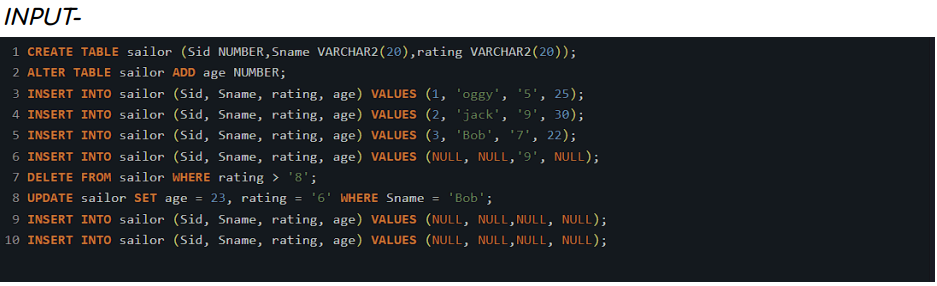 INPUT-
1 CREATE TABLE sailor (Sid NUMBER,Sname VARCHAR2(20),rating VARCHAR2(20));
2 ALTER TABLE sailor ADD age NUMBER;
3 INSERT INTO sailor (Sid, Sname, rating, age) VALUES (1, 'oggy', '5', 25);
4 INSERT INTO sailor (Sid, Sname, rating, age) VALUES (2, 'jack', '9', 30);
5 INSERT INTO sailor (Sid, Sname, rating, age) VALUES (3, 'Bob', '7', 22);
6 INSERT INTO sailor (Sid, Sname, rating, age) VALUES (NULL, NULL,'9', NULL);
7 DELETE FROM sailor WHERE rating > '8';
8 UPDATE sailor SET age = 23, rating = '6' WHERE Sname = 'Bob';
9 INSERT INTO sailor (Sid, Sname, rating, age) VALUES (NULL, NULL,NULL, NULL);
10 INSERT INTO sailor (Sid, Sname, rating, age) VALUES (NULL, NULL,NULL, NULL);